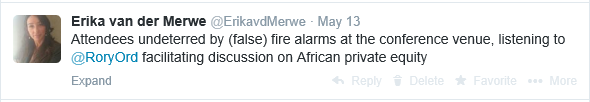 Erika van der Merwe @ErikavdMerwe · May 13
Attendees undeterred by (false) fire alarms at the conference venue, listening to
@RoryOrd facilitating discussion on African private equity
Expand Reply Delete Favorite More